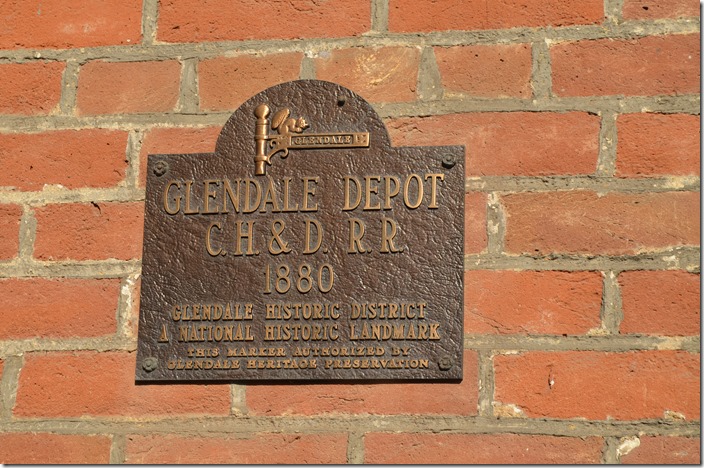 GLENDALE
GLENDALE DEPOT
C.H. & D. R.R.
1880
GLENDALE HISTORIC DISTRICT
A NATIONAL HISTORIC LANDMARK
THIS MARKER AUTHORIZED BY
GLENDALE HERITAGE PRESERVATION